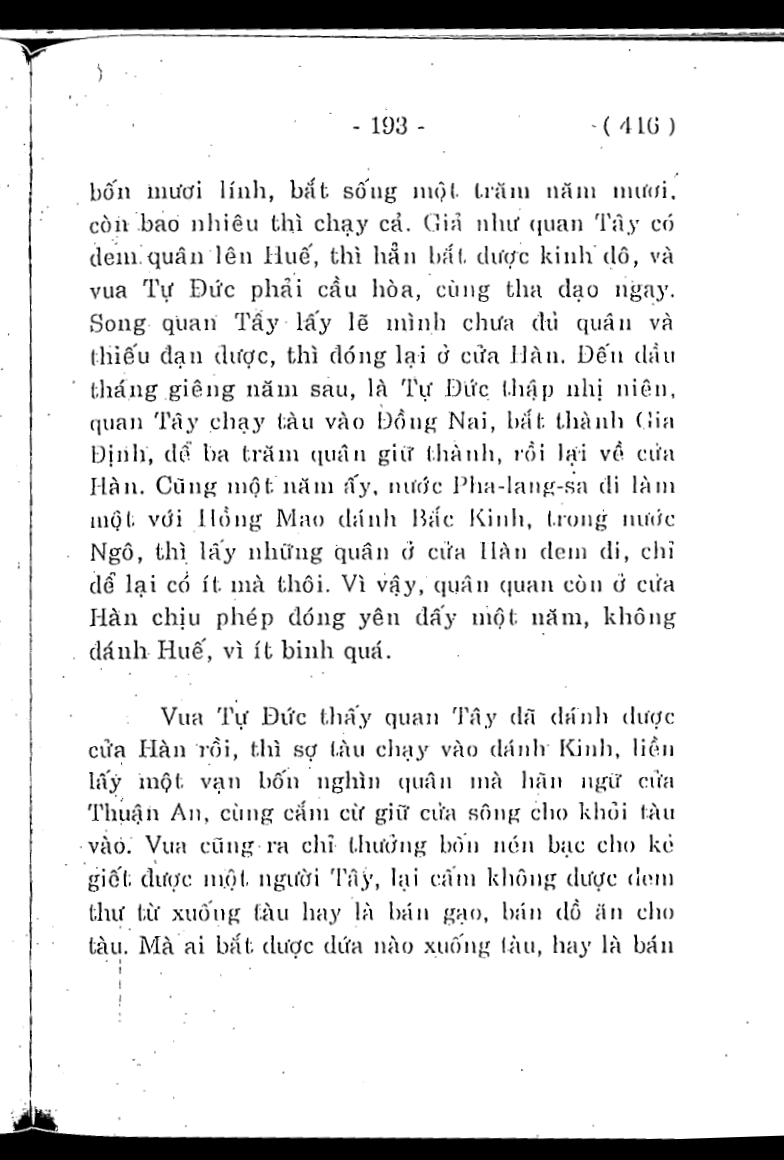 - 193 - ( 416 )
bốn mươi lính, bắt sống một trăm năm mươi,
còn bao nhiêu thì chạy cả. Giả như quan Tây có
đem quân lên Huế, thì hẳn bắt được kinh đô, và
vua Tự Đức phải cầu hòa, cùng tha đạo ngay.
Song quan Tây lấy lẽ mình chưa đủ quân và
thiếu đạn dược, thì đóng lại ở cửa Hàn. Đến đầu
tháng giêng năm sau, là Tự Đức thập nhị niên,
quan Tây chạy tàu vào Đồng Nai, bắt thành Gia
Định, để ba trăm quân giữ thành, rồi lại về cửa
Hàn. Cũng một năm ấy, nước Pha-lang-sa đi làm
một với Hồng Mao đánh Bắc Kinh, trong nước
Ngô, thì lấy những quân ở cửa Hàn đem đi, chỉ
để lại có ít mà thôi. Vì vậy, quân quan còn ở cửa
Hàn chịu phép đóng yên đấy một năm, không
đánh Huế, vì ít binh quá.
Vua Tự Đức thấy quan Tây đã đánh được
cửa Hàn rồi, thì sợ tàu chạy vào đánh Kinh, liền
lấy một vạn bốn nghìn quân mà hãn ngữ cửa
Thuận An, cùng cắm cừ giữ cửa sông cho khỏi tàu
vào. Vua cũng ra chỉ thưởng bốn nén bạc cho kẻ
giết được một người Tây, lại cấm không được đem
thư từ xuống tàu hay là bán gạo, bán đồ ăn cho
tàu. Mà ai bắt được đứa nào xuống tàu, hay là bán